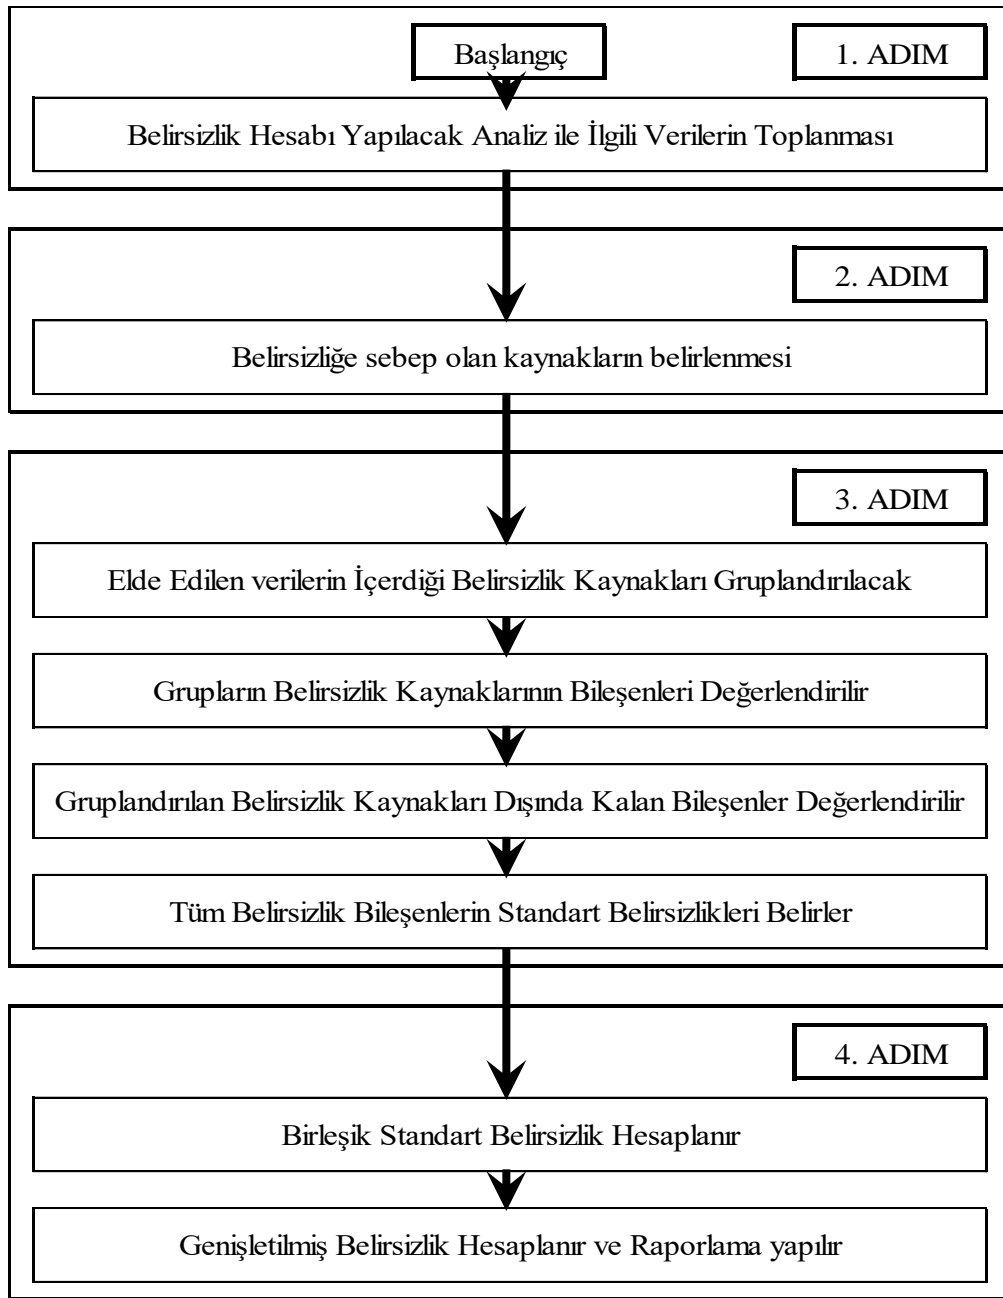 Başlangıç
1. ADIM
Belirsizlik Hesabı Yapılacak Analiz ile İlgili Verilerin Toplanması
2. ADIM
Belirsizliğe sebep olan kaynakların belirlenmesi
3. ADIM
Elde Edilen verilerin İçerdiği Belirsizlik Kaynakları Gruplandırılacak
Grupların Belirsizlik Kaynaklarının Bileşenleri Değerlendirilir
Gruplandırılan Belirsizlik Kaynakları Dışında Kalan Bileşenler Değerlendirilir
Tüm Belirsizlik Bileşenlerin Standart Belirsizlikleri Belirler
4. ADIM
Birleşik Standart Belirsizlik Hesaplanır
Genişletilmiş Belirsizlik Hesaplanır ve Raporlama yapılır